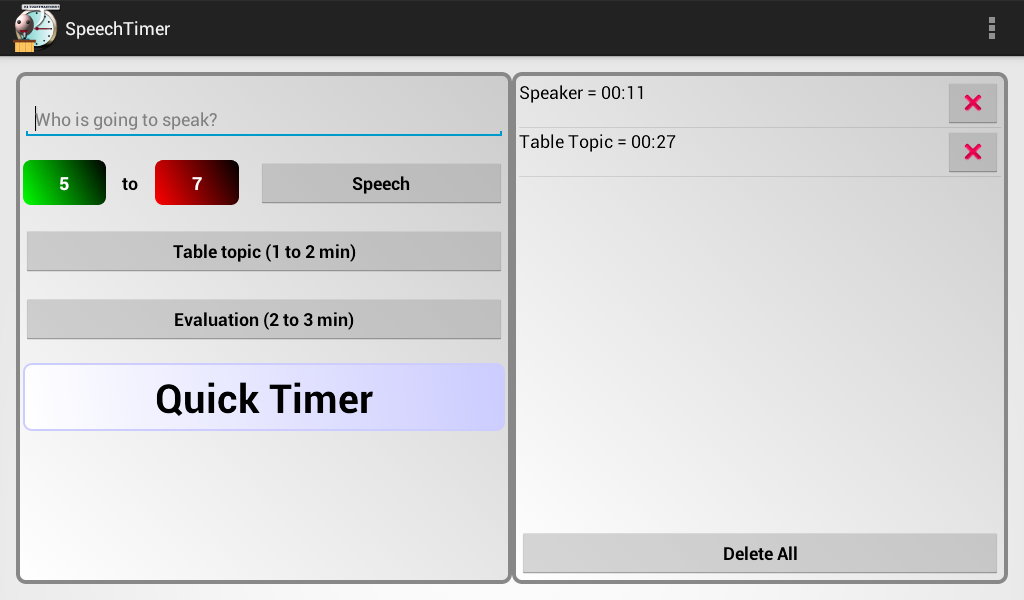 SpeechTimer
Who is going to speak?
5 to 7 Speech
Table topic (1 to 2 min)
Evaluation (2 to 3 min)
Quick Timer
Speaker = 00:11
Table Topic = 00:27
Delete All